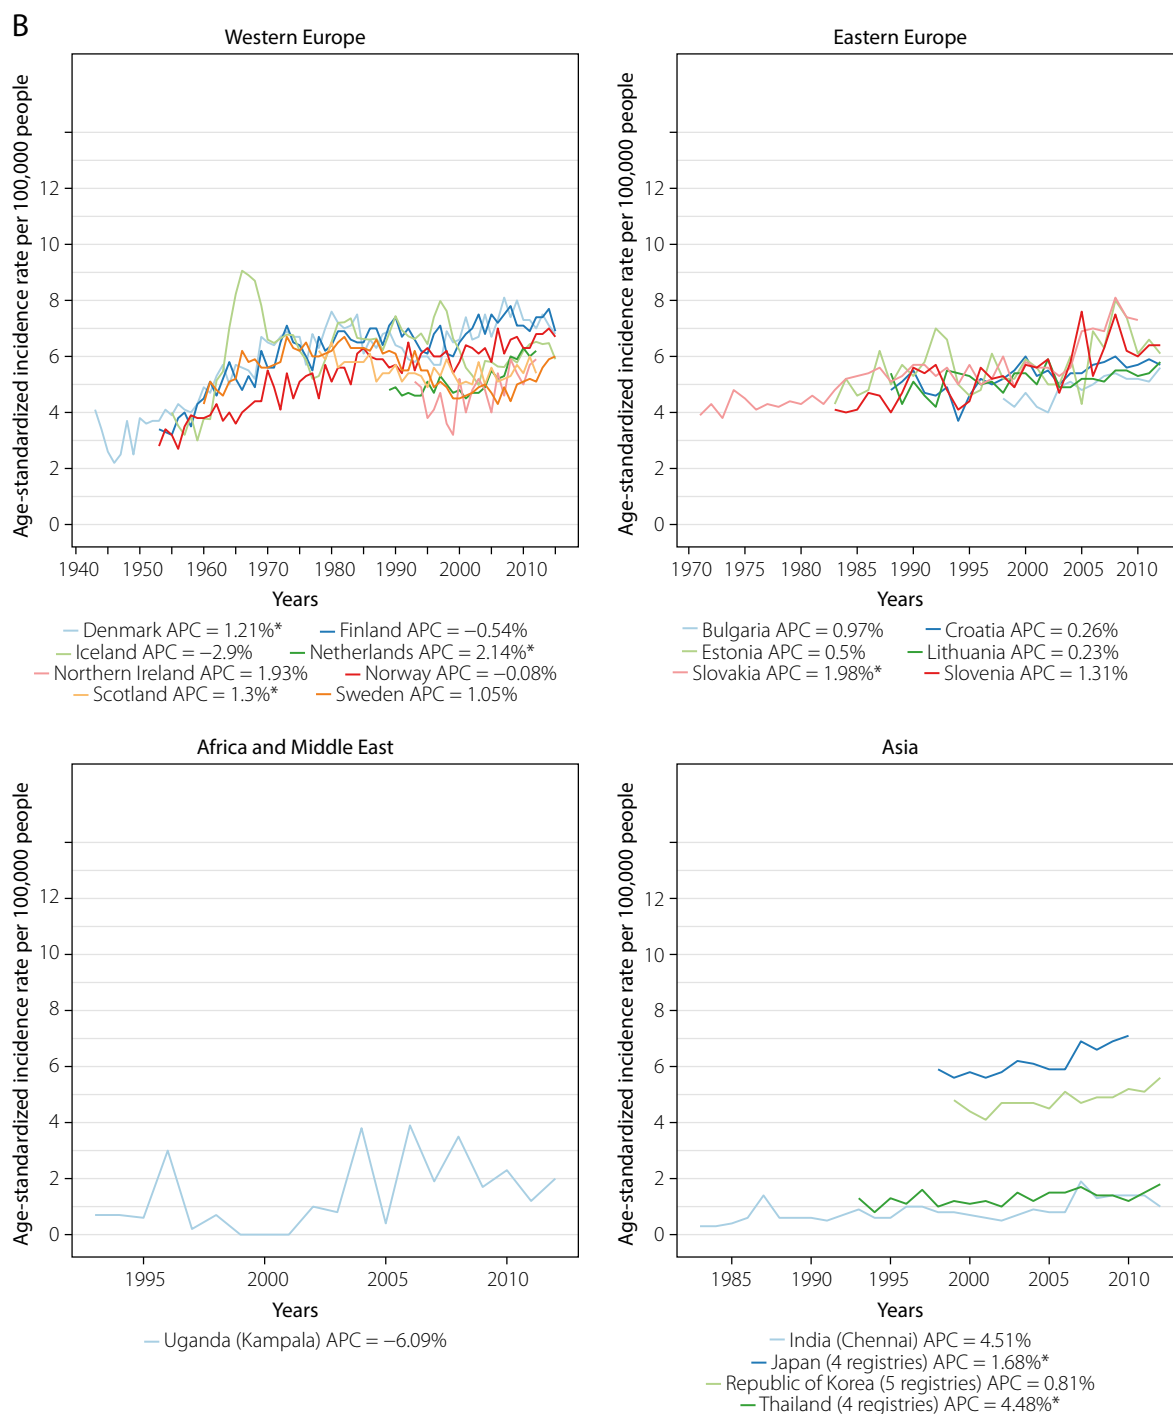 B
Western Europe
Age-standardized incidence rate per 100,000 people
12
10
8
6
4
2
0
1940 1950 1960 1970 1980 1990 2000 2010
Years
Denmark APC = 1.21%* Finland APC = −0.54%
Iceland APC = −2.9% Netherlands APC = 2.14%*
Northern Ireland APC = 1.93% Norway APC = −0.08%
Scotland APC = 1.3%* Sweden APC = 1.05%
Eastern Europe
Age-standardized incidence rate per 100,000 people
12
10
8
6
4
2
0
1970 1975 1980 1985 1990 1995 2000 2005 2010
Years
Bulgaria APC = 0.97% Croatia APC = 0.26%
Estonia APC = 0.5% Lithuania APC = 0.23%
Slovakia APC = 1.98%* Slovenia APC = 1.31%
Africa and Middle East
Age-standardized incidence rate per 100,000 people
12
10
8
6
4
2
0
1995 2000 2005 2010
Years
Uganda (Kampala) APC = −6.09%
Asia
Age-standardized incidence rate per 100,000 people
12
10
8
6
4
2
0
1985 1990 1995 2000 2005 2010
Years
India (Chennai) APC = 4.51%
Japan (4 registries) APC = 1.68%*
Republic of Korea (5 registries) APC = 0.81%
Thailand (4 registries) APC = 4.48%*